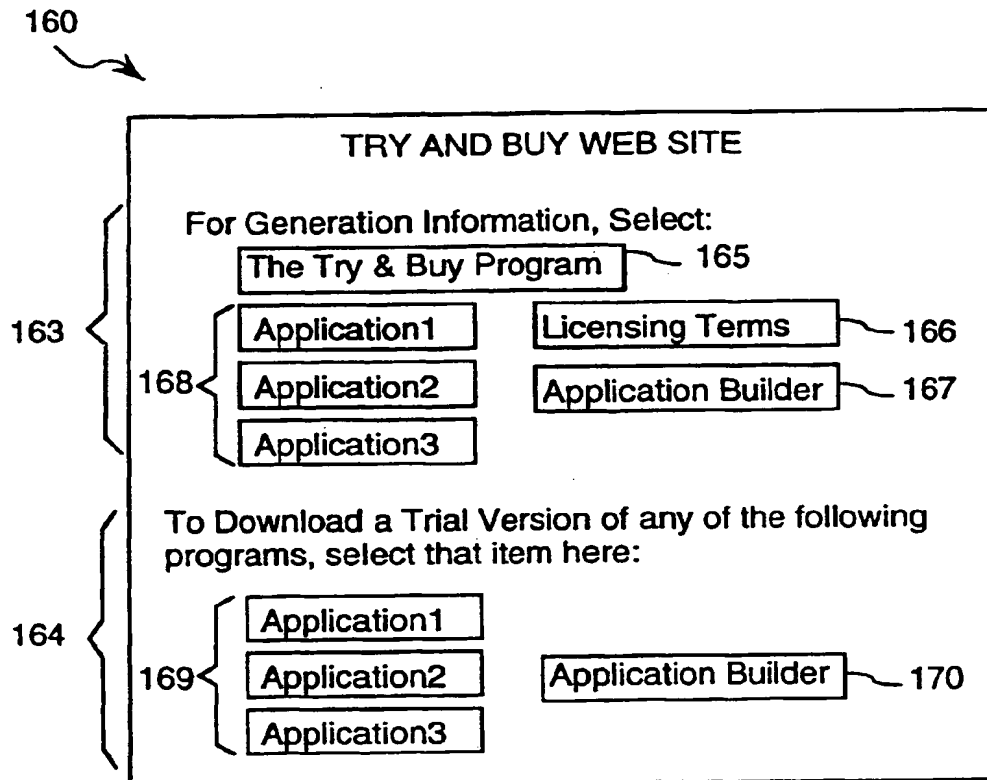 160
TRY AND BUY WEB SITE
For Generation Information, Select:
The Try & Buy Program 165
163
168
Application1 Licensing Terms 166
Application2 Application Builder 167
Application3
To Download a Trial Version of any of the following
programs, select that item here:
164
169
Application1
Application2 Application Builder 170
Application3